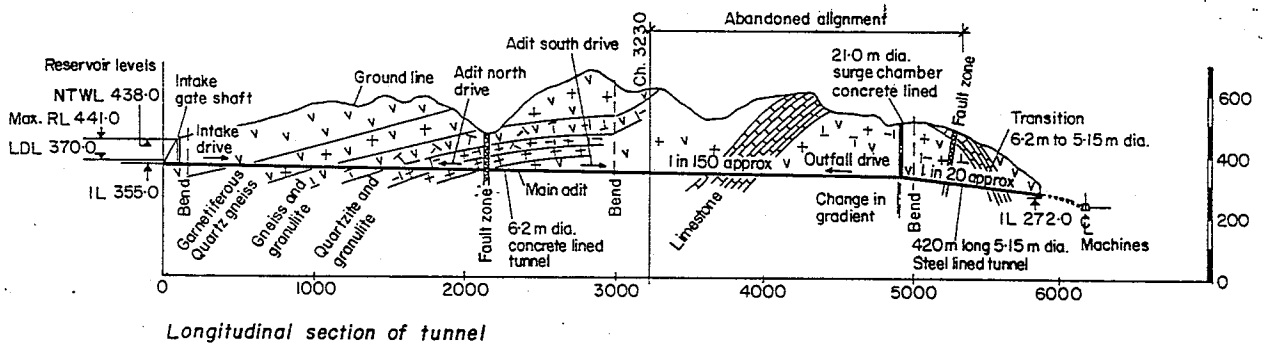 Abandoned alignment
Reservoir levels
NTWL 438·0
Max. RL 441·0
LDL 370·0
IL 355·0
Intake
gate shaft
Intake
drive
Ground line
Adit north
drive
Adit south drive
Ch. 3230
21·0 m dia.
surge chamber
concrete lined
Fault zone
Transition
6·2m to 5·15m dia.
600
400
200
0
Bend
Garnetiferous
Quartz gneiss
Gneiss and
granulite
Quartzite and
granulite
Fault zone
Main adit
6·2m dia.
concrete lined
tunnel
Bend
Limestone
1 in 150 approx
Outfall drive
Change in
gradient
Bend
1 in 20 approx
IL 272·0
℄
Machines
420m long 5·15m dia.
Steel lined tunnel
0
1000
2000
3000
4000
5000
6000
Longitudinal section of tunnel